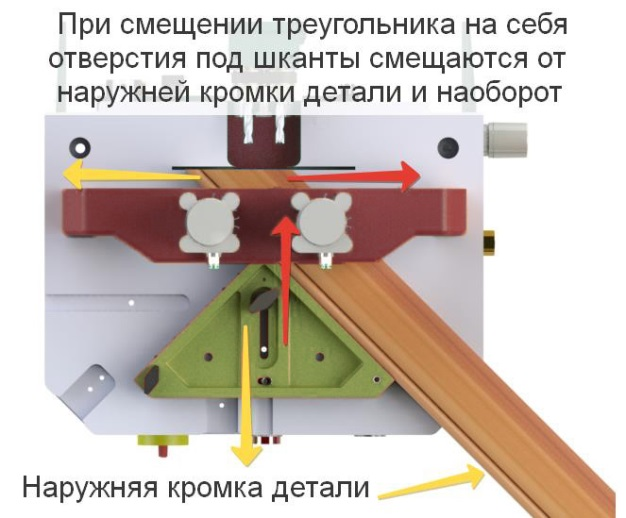 При смещении треугольника на себя
отверстия под шканты смещаются от
наружней кромки детали и наоборот
Наружняя кромка детали